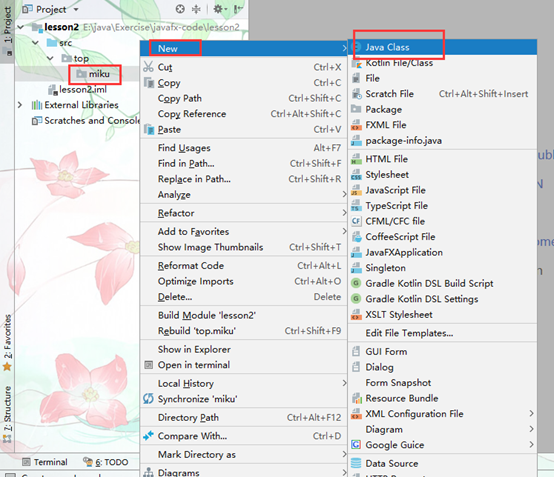 1: Project
Project
lesson2 E:\java\Exercise\javafx-code\lesson2
src
top
miku
lesson2.iml
External Libraries
Scratches and Console
New
Cut Ctrl+X
Copy Ctrl+C
Copy Path Ctrl+Shift+C
Copy Reference Ctrl+Alt+Shift+C
Paste Ctrl+V
Find Usages Alt+F7
Find in Path... Ctrl+Shift+F
Replace in Path... Ctrl+Shift+R
Analyze
Refactor
Add to Favorites
Show Image Thumbnails Ctrl+Shift+T
Reformat Code Ctrl+Alt+L
Optimize Imports Ctrl+Alt+O
Delete... Delete
Build Module 'lesson2'
Rebuild 'top.miku' Ctrl+Shift+F9
Show in Explorer
Open in terminal
Local History
Synchronize 'miku'
Directory Path Ctrl+Alt+F12
Compare With... Ctrl+D
Mark Directory as
Diagrams
Java Class
Kotlin File/Class
File
Scratch File Ctrl+Alt+Shift+Insert
Package
FXML File
package-info.java
HTML File
Stylesheet
JavaScript File
TypeScript File
CFML/CFC file
CoffeeScript File
JavaFXApplication
Singleton
Gradle Kotlin DSL Build Script
Gradle Kotlin DSL Settings
XSLT Stylesheet
Edit File Templates...
GUI Form
Dialog
Form Snapshot
Resource Bundle
XML Configuration File
Diagram
Google Guice
Data Source
2: Favorites
7: Structure
Terminal
6: TODO